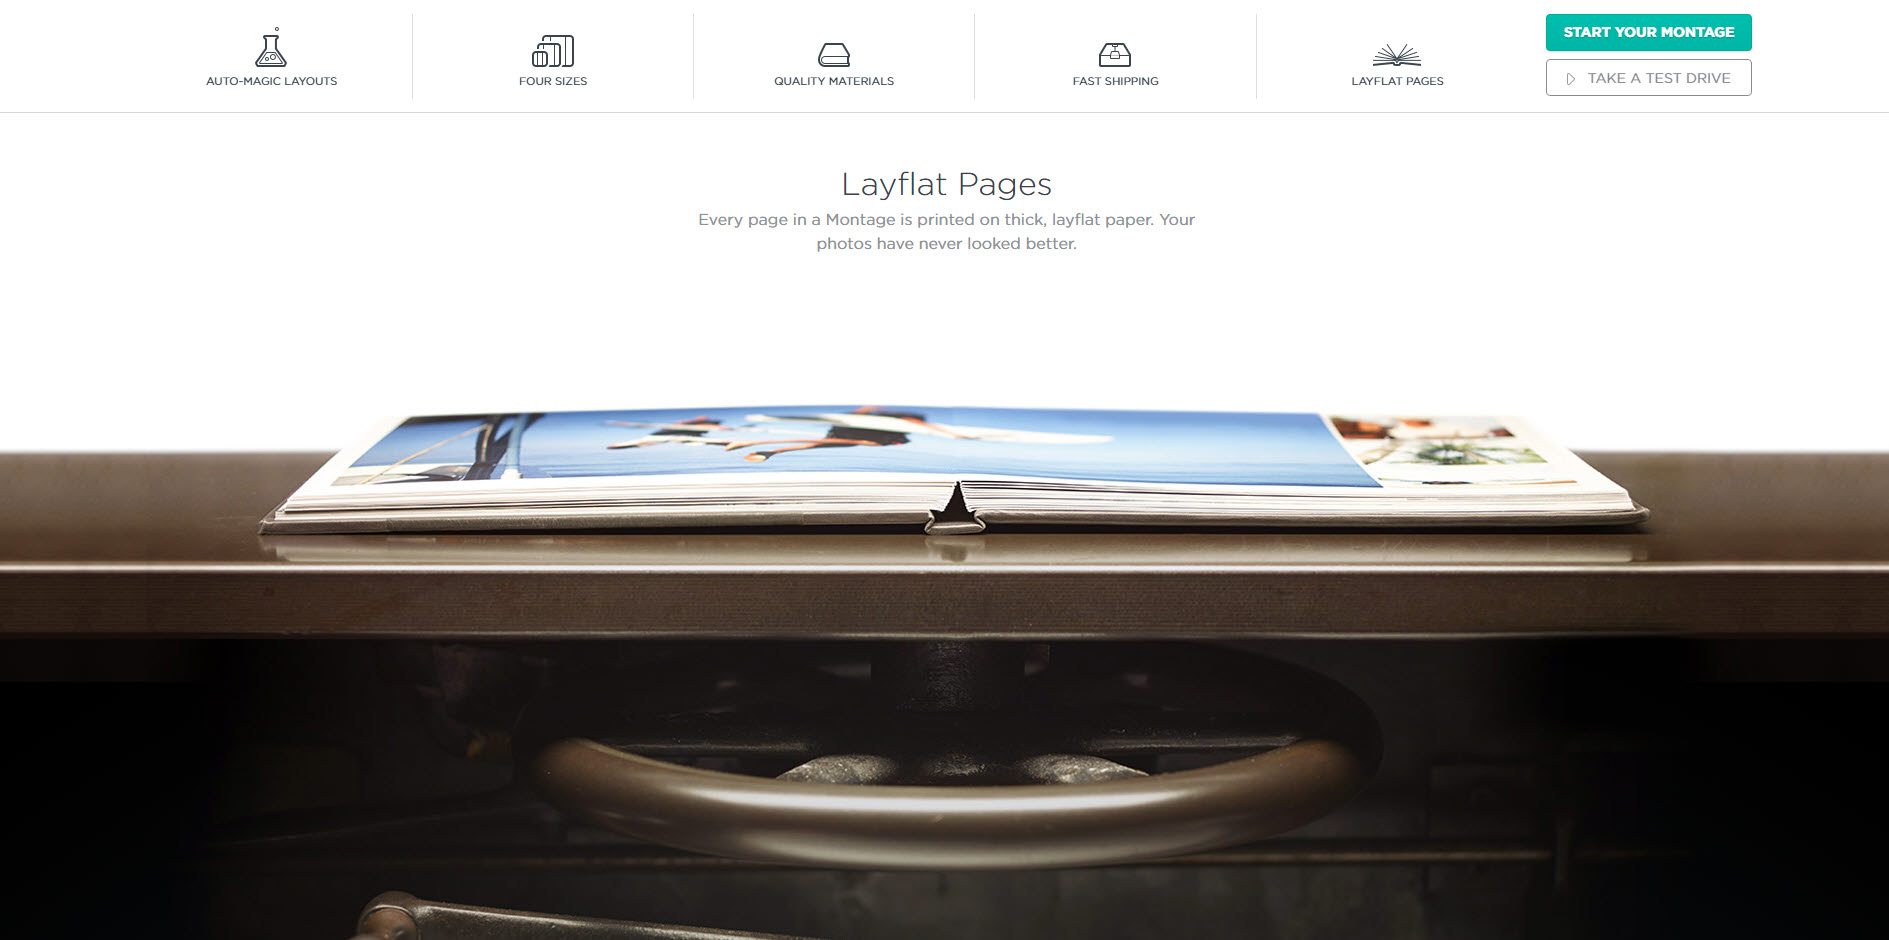 AUTO-MAGIC LAYOUTS
FOUR SIZES
QUALITY MATERIALS
FAST SHIPPING
LAYFLAT PAGES
START YOUR MONTAGE
TAKE A TEST DRIVE
Layflat Pages
Every page in a Montage is printed on thick, layflat paper. Your
photos have never looked better.